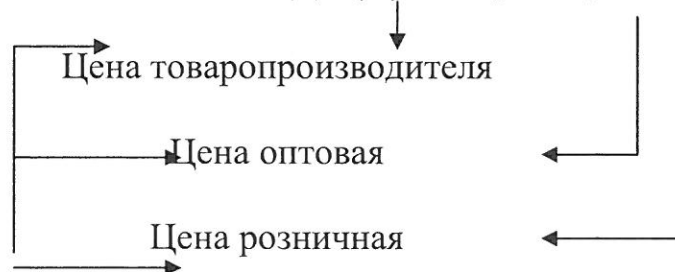 Цена товаропроизводителя
Цена оптовая
Цена розничная